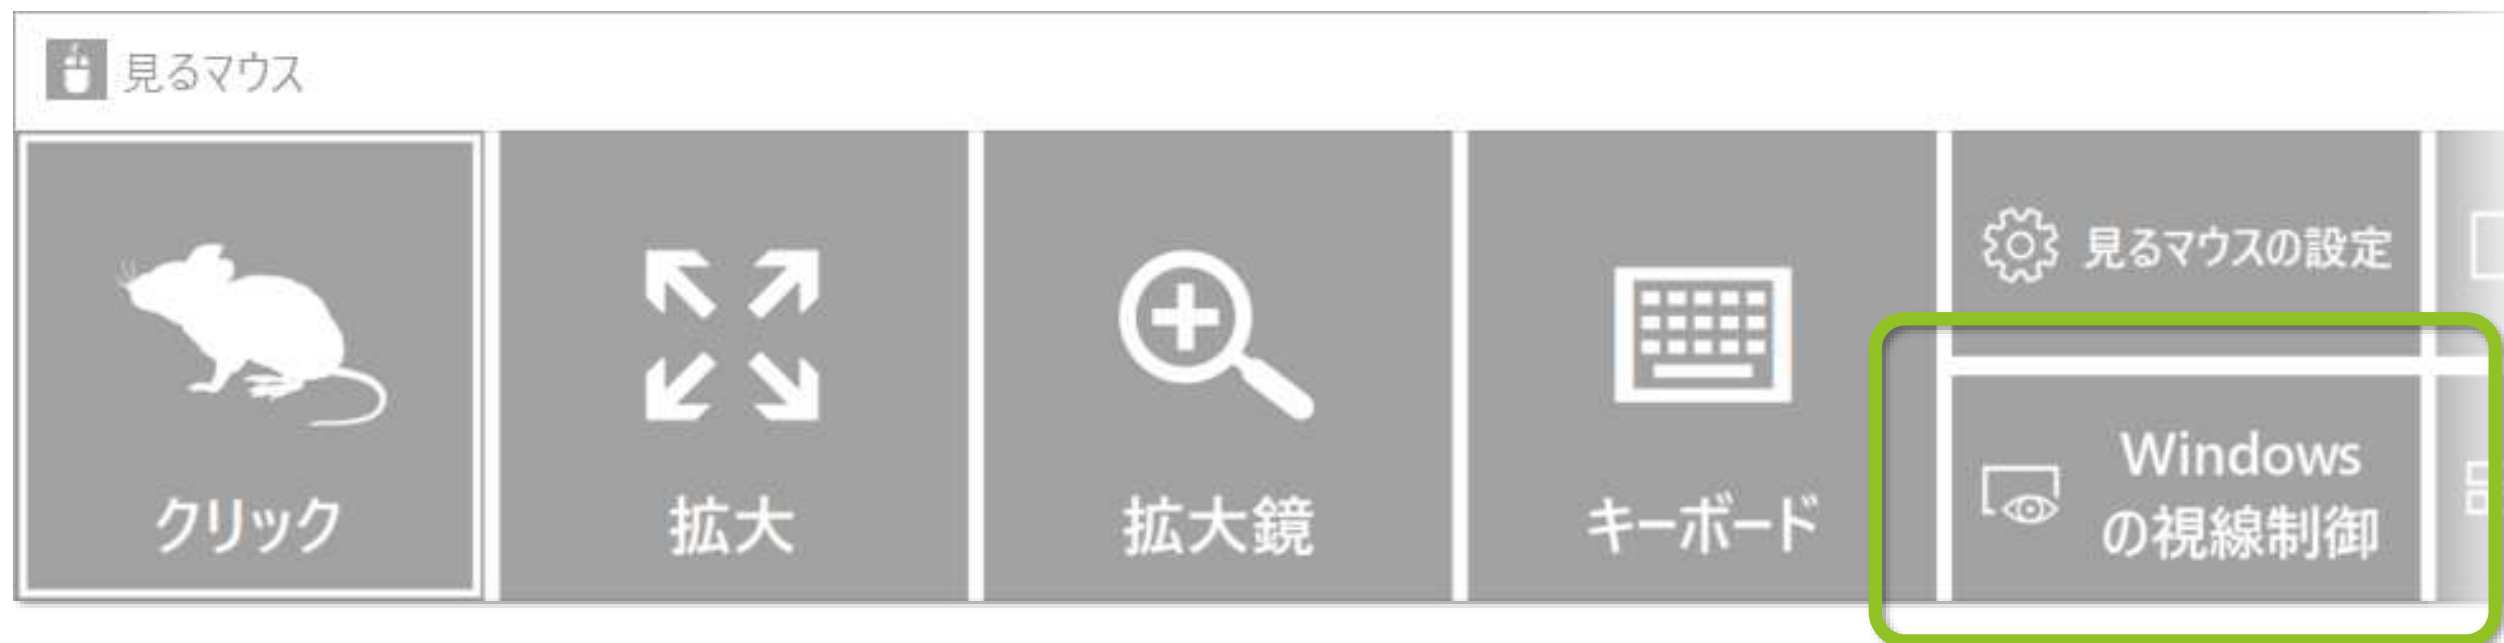 見るマウス
クリック
拡大
拡大鏡
キーボード
見るマウスの設定
Windows
の視線制御